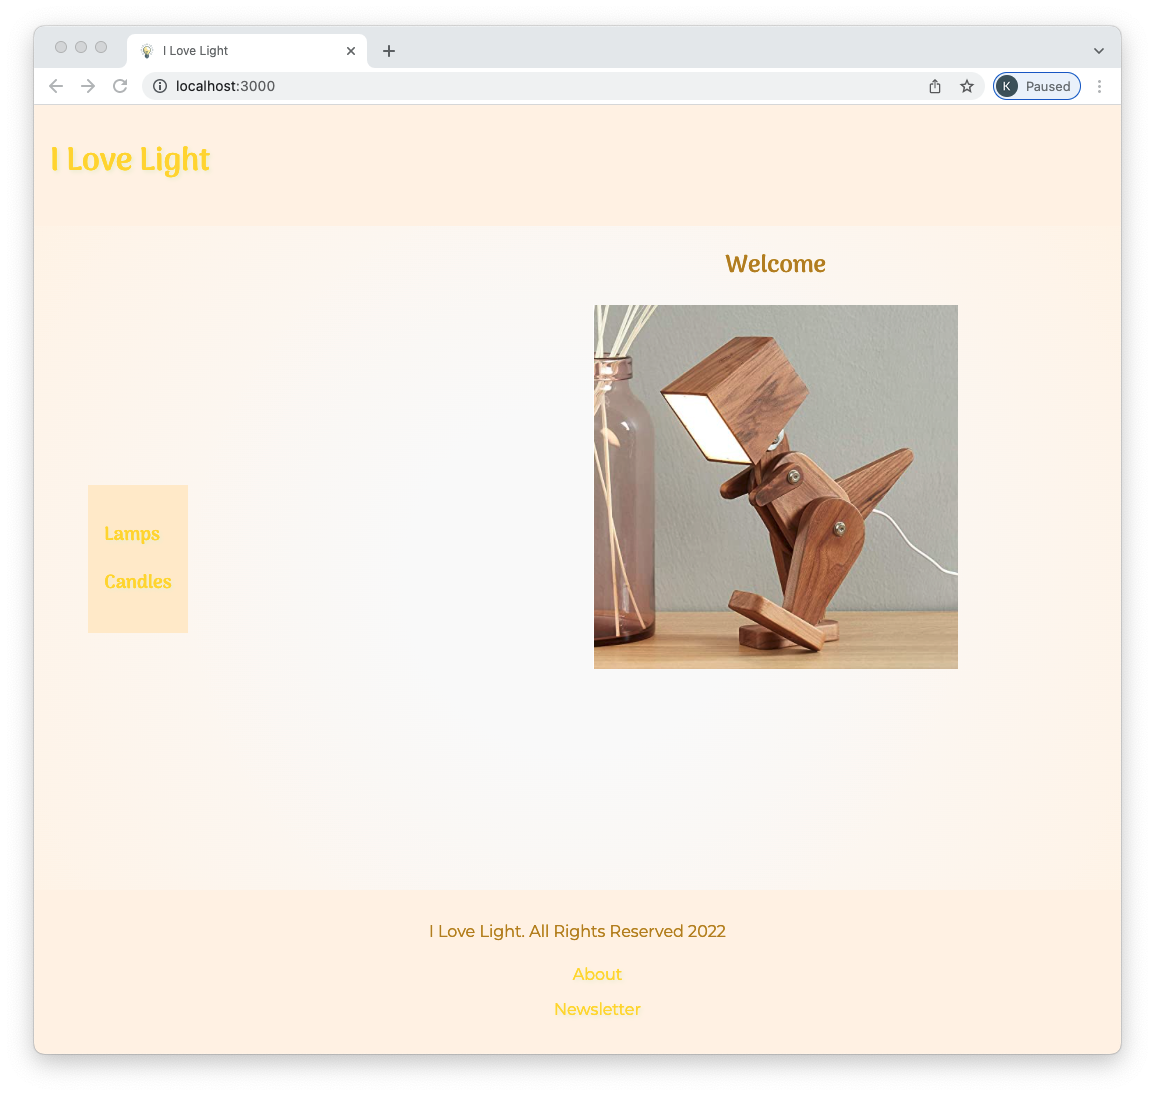 I Love Light
localhost:3000
K Paused
I Love Light
Welcome
Lamps
Candles
I Love Light. All Rights Reserved 2022
About
Newsletter